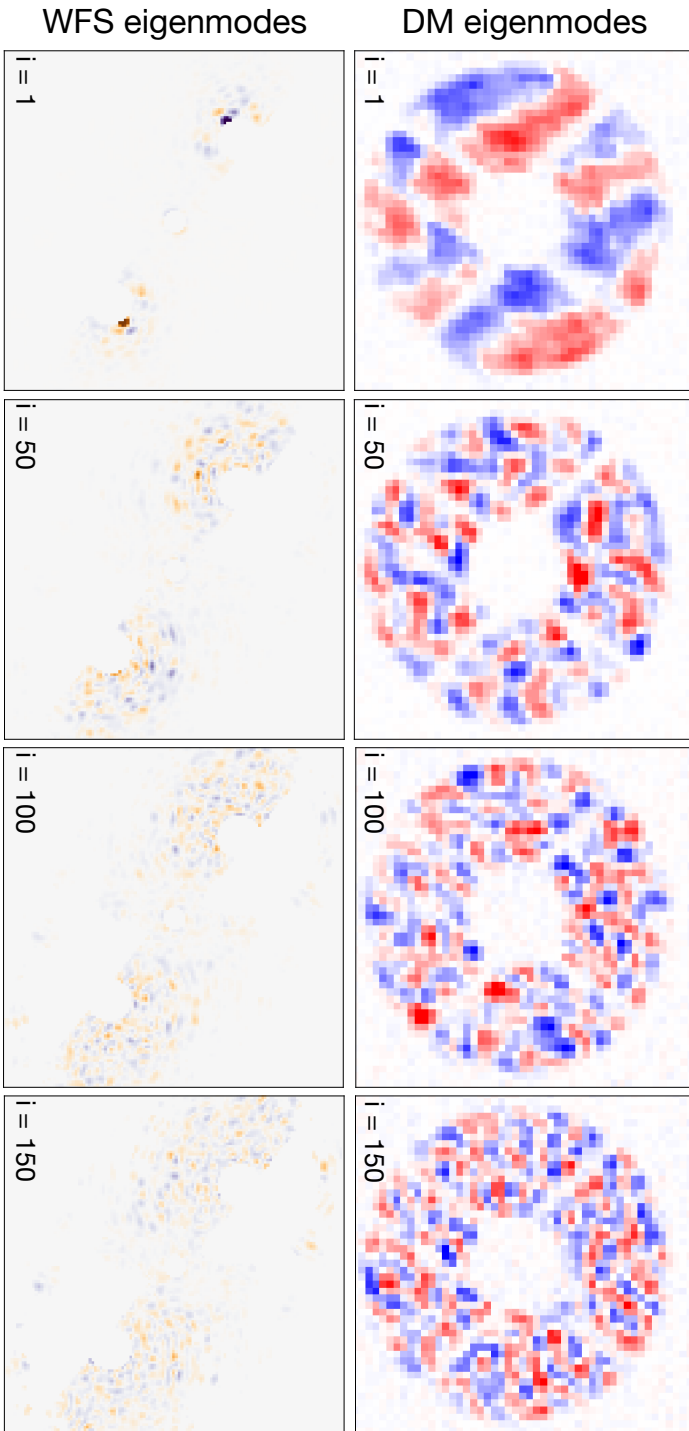 WFS eigenmodes
DM eigenmodes
i = 1
i = 1
i = 50
i = 50
i = 100
i = 100
i = 150
i = 150